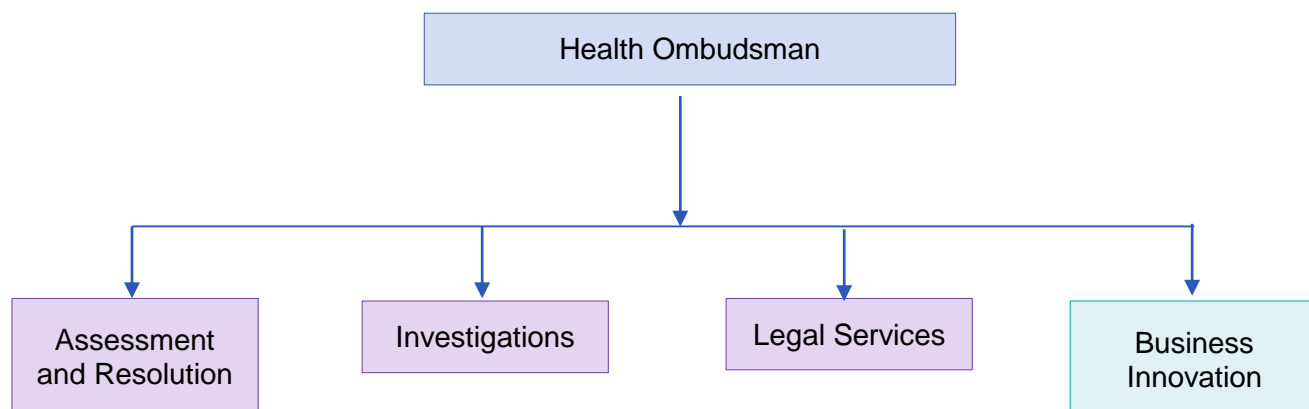 Health Ombudsman
Assessment
and Resolution
Investigations
Legal Services
Business
Innovation